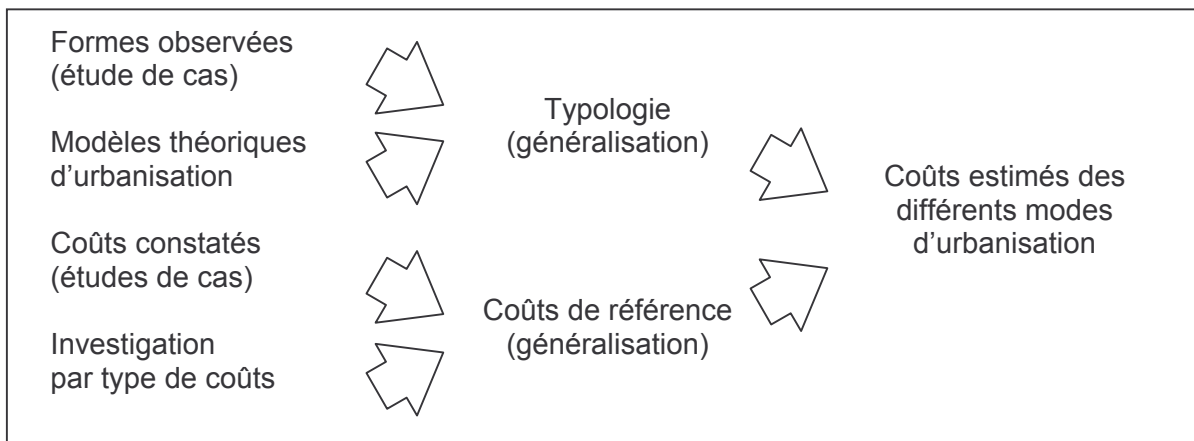 Formes observées
(étude de cas)
Modèles théoriques
d’urbanisation
Coûts constatés
(études de cas)
Investigation
par type de coûts
Typologie
(généralisation)
Coûts de référence
(généralisation)
Coûts estimés des
différents modes
d’urbanisation